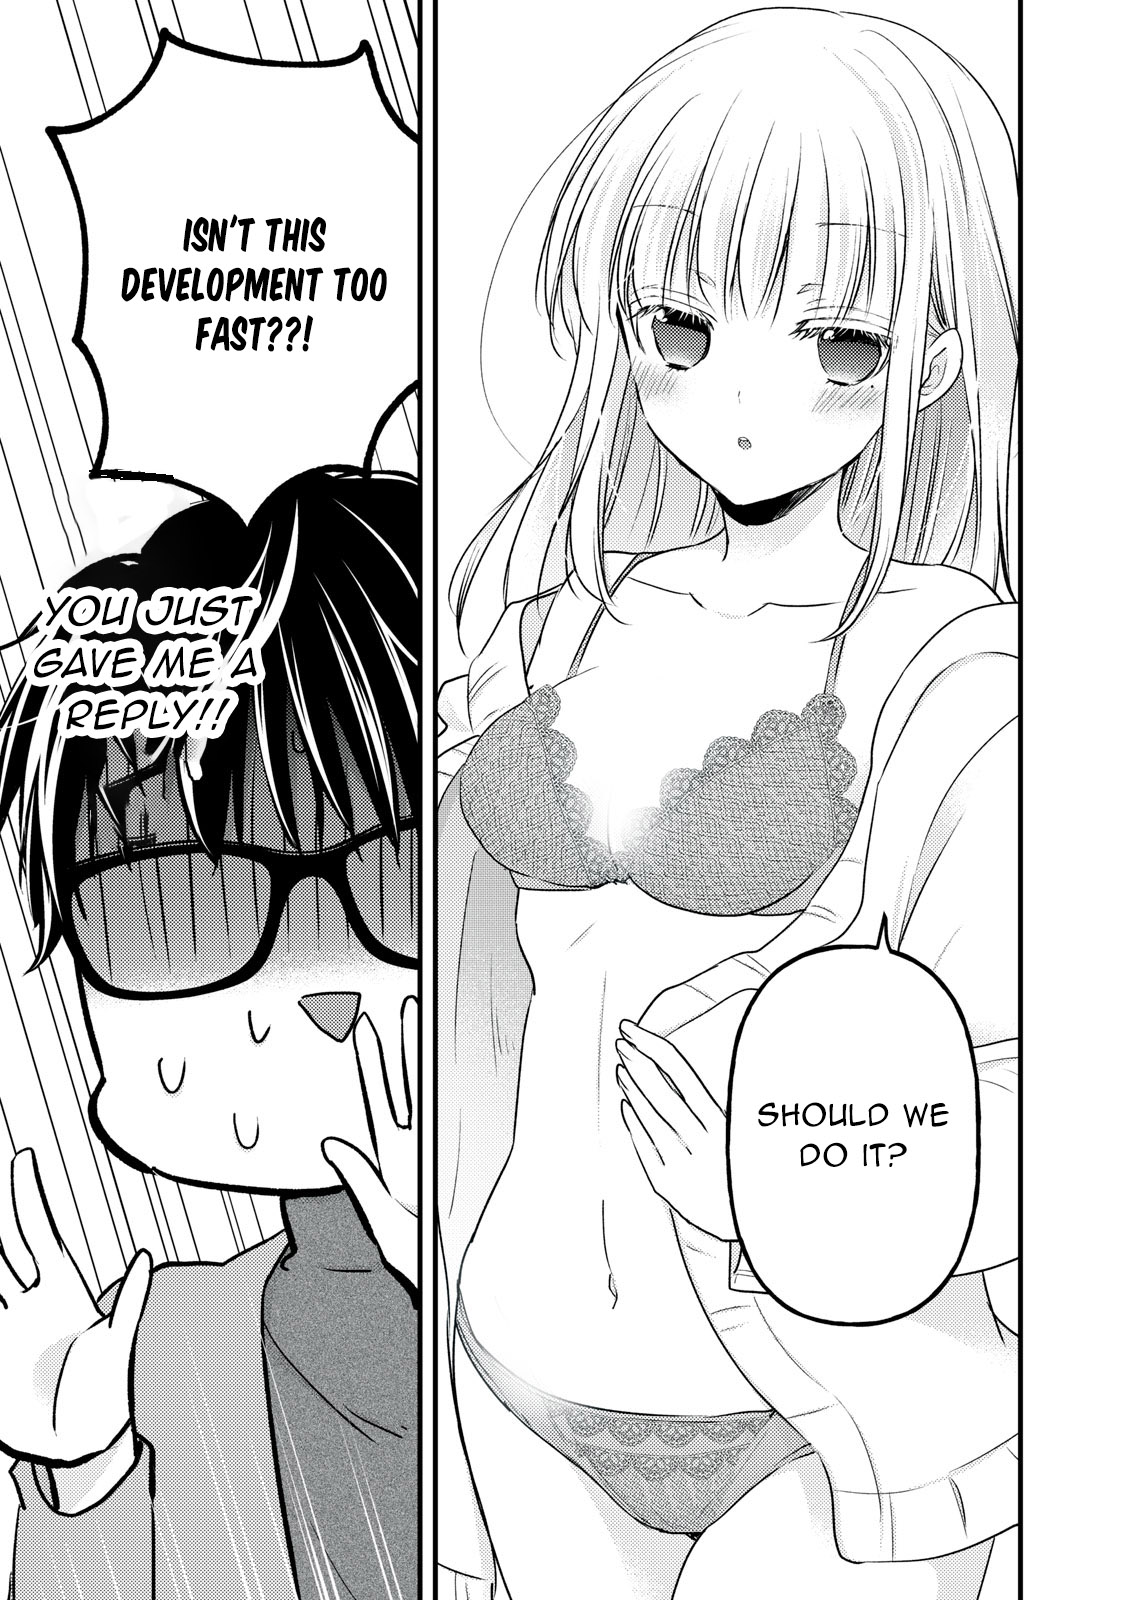 SHOULD WE
DO IT?
ISN'T THIS
DEVELOPMENT TOO
FAST??!
YOU JUST
GAVE ME A
REPLY!!